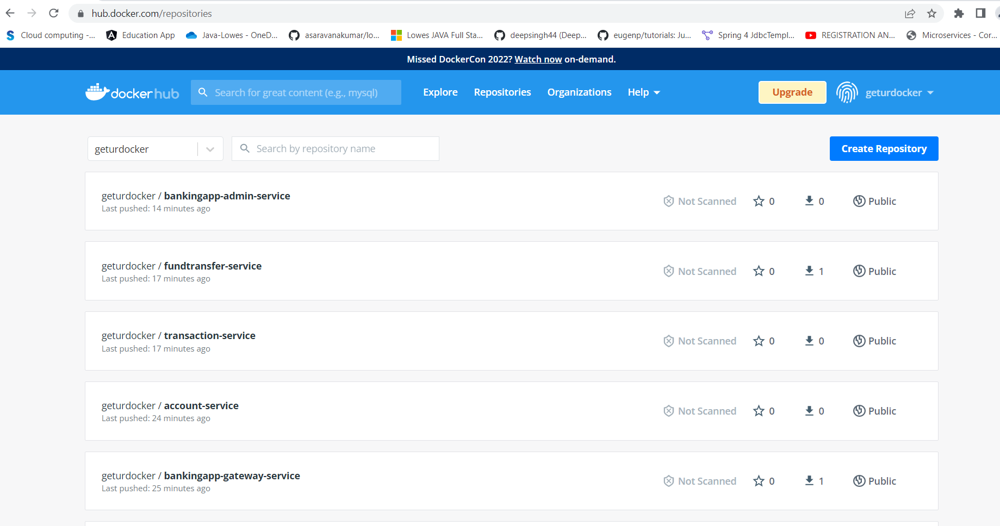 hub.docker.com/repositories
Cloud computing -... Education App Java-Lowes - OneD... asaravanakumar/lo... Lowes JAVA Full Sta... deepsingh44 (Deep... eugenp/tutorials: Ju... Spring 4 JdbcTempl... REGISTRATION AN... Microservices - Cor...
Missed DockerCon 2022? Watch now on-demand.
dockerhub Search for great content (e.g., mysql) Explore Repositories Organizations Help Upgrade geturdocker
geturdocker Search by repository name Create Repository
geturdocker / bankingapp-admin-service Not Scanned 0 0 Public
Last pushed: 14 minutes ago
geturdocker / fundtransfer-service Not Scanned 0 1 Public
Last pushed: 17 minutes ago
geturdocker / transaction-service Not Scanned 0 0 Public
Last pushed: 17 minutes ago
geturdocker / account-service Not Scanned 0 0 Public
Last pushed: 24 minutes ago
geturdocker / bankingapp-gateway-service Not Scanned 0 1 Public
Last pushed: 25 minutes ago